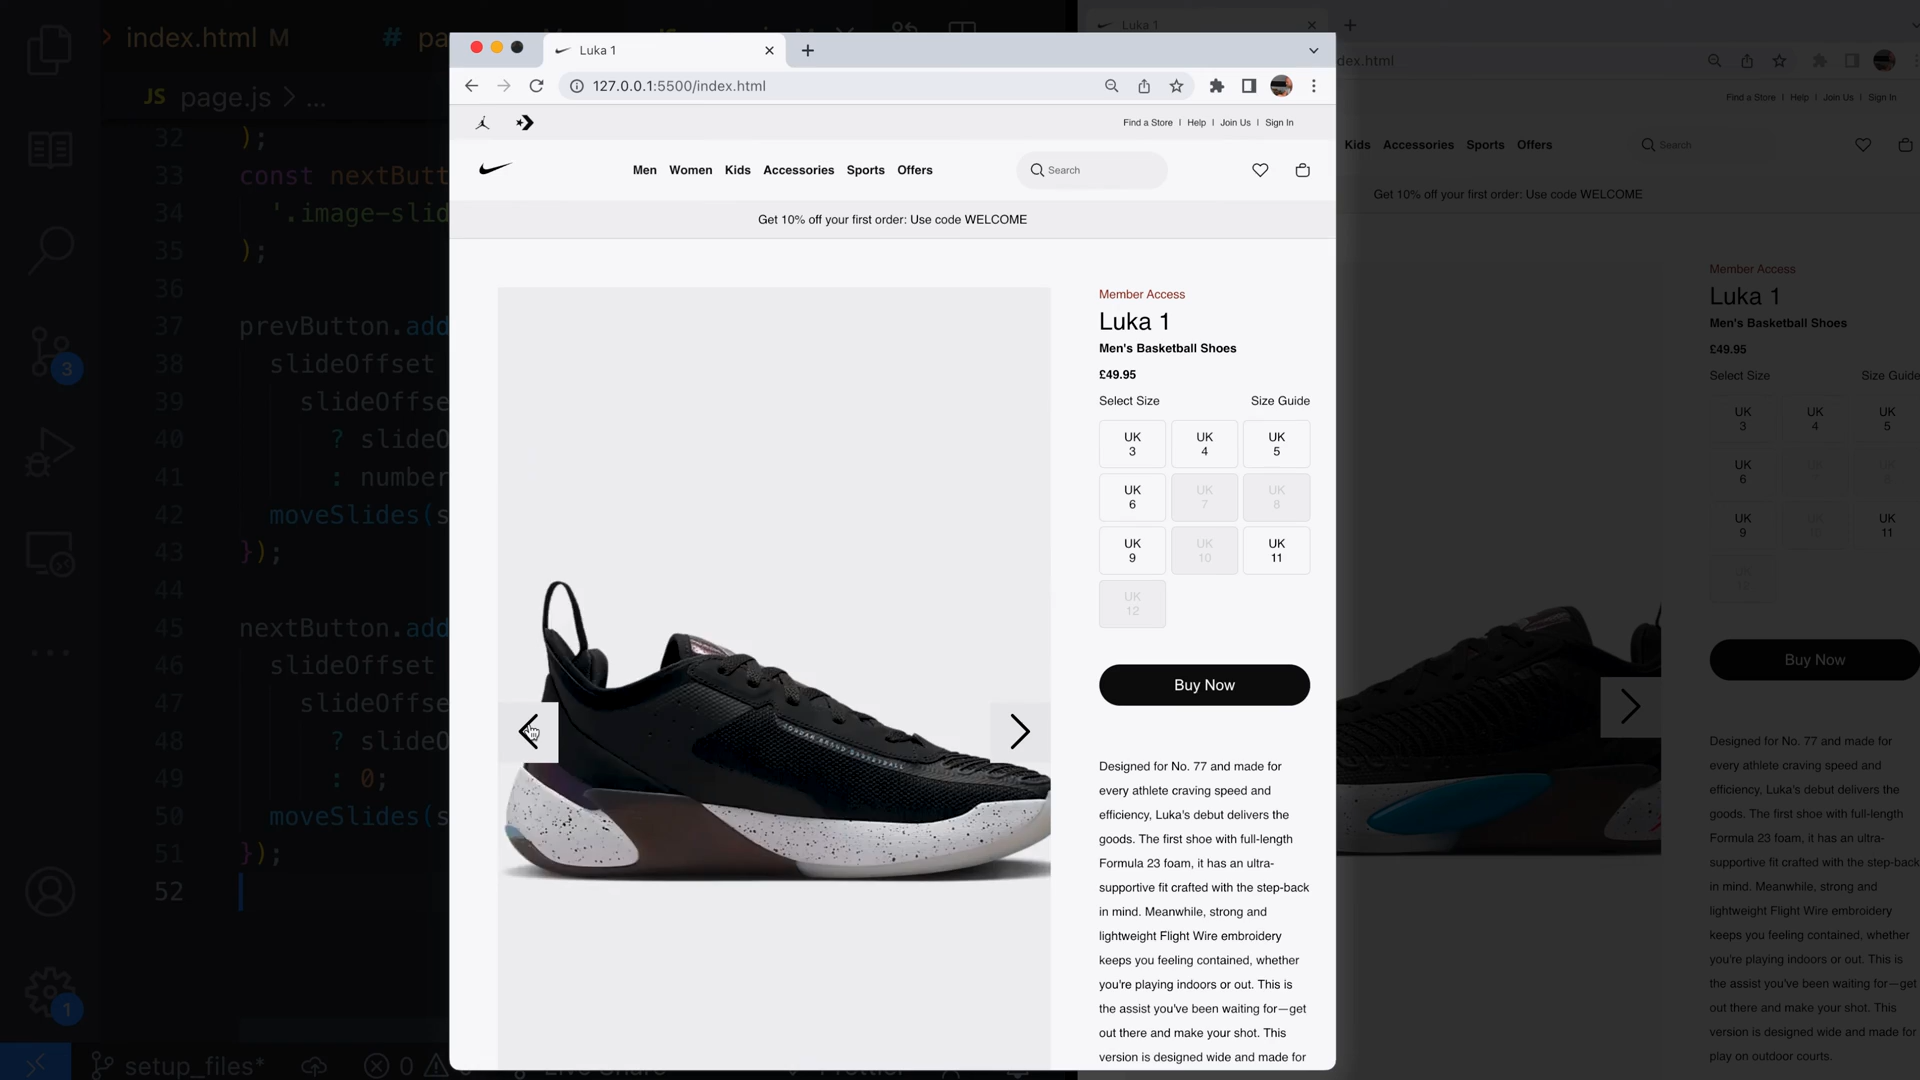 index.html M
# pa
JS page.js > ...
32 );
33 const nextButt
34 '.image-slid
35 );
36
37 prevButton.add
38 slideOffset
39 slideOffse
40 ? slideO
41 : number
42 moveSlides(s
43 });
44
45 nextButton.add
46 slideOffset
47 slideOffse
48 ? slideO
49 : 0;
50 moveSlides(s
51 });
52
3
1
setup_files*
0
Live Share
Prettier
Luka 1
127.0.0.1:5500/index.html
Find a Store | Help | Join Us | Sign In
Men Women Kids Accessories Sports Offers
Search
Get 10% off your first order: Use code WELCOME
Member Access
Luka 1
Men's Basketball Shoes
£49.95
Select Size Size Guide
UK 3
UK 4
UK 5
UK 6
UK 7
UK 8
UK 9
UK 10
UK 11
UK 12
Buy Now
JORDAN BRAND BASKETBALL
Designed for No. 77 and made for
every athlete craving speed and
efficiency, Luka's debut delivers the
goods. The first shoe with full-length
Formula 23 foam, it has an ultra-
supportive fit crafted with the step-back
in mind. Meanwhile, strong and
lightweight Flight Wire embroidery
keeps you feeling contained, whether
you're playing indoors or out. This is
the assist you've been waiting for—get
out there and make your shot. This
version is designed wide and made for
Luka 1
dex.html
Find a Store | Help | Join Us | Sign In
Kids Accessories Sports Offers
Search
Get 10% off your first order: Use code WELCOME
Member Access
Luka 1
Men's Basketball Shoes
£49.95
Select Size Size Guide
UK 3
UK 4
UK 5
UK 6
UK 9
UK 11
Buy Now
Designed for No. 77 and made for
every athlete craving speed and
efficiency, Luka's debut delivers the
goods. The first shoe with full-length
Formula 23 foam, it has an ultra-
supportive fit crafted with the step-back
in mind. Meanwhile, strong and
lightweight Flight Wire embroidery
keeps you feeling contained, whether
you're playing indoors or out. This is
the assist you've been waiting for—get
out there and make your shot. This
version is designed wide and made for
play on outdoor courts.